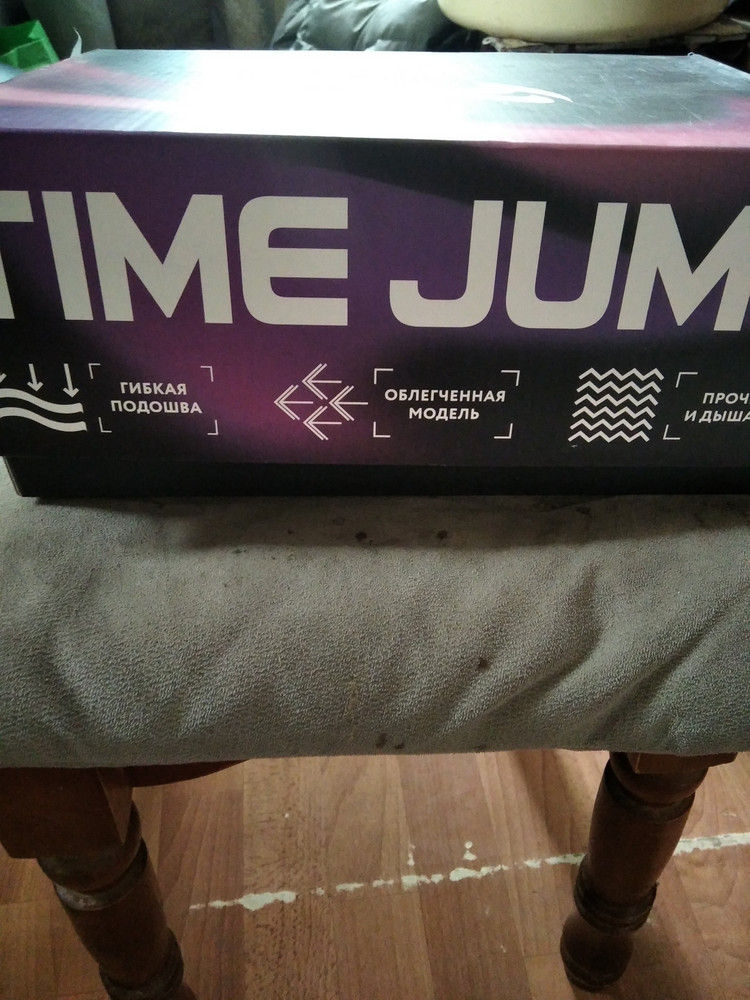 TIME JUM
ГИБКАЯ
ПОДОШВА
ОБЛЕГЧЕННАЯ
МОДЕЛЬ
ПРОЧ
И ДЫША